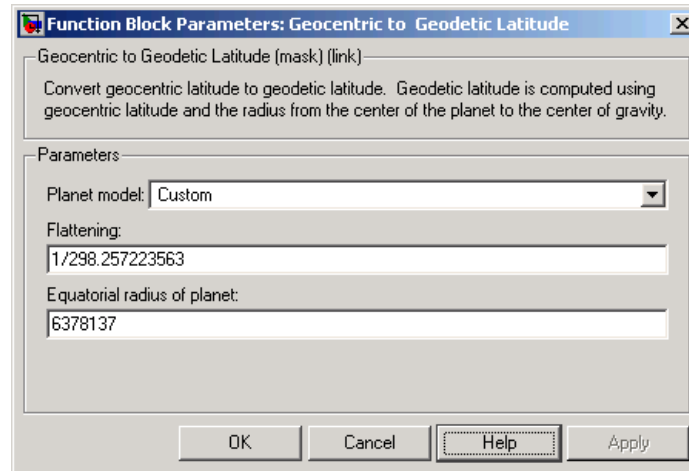 Function Block Parameters: Geocentric to Geodetic Latitude
Geocentric to Geodetic Latitude (mask) (link)
Convert geocentric latitude to geodetic latitude. Geodetic latitude is computed using
geocentric latitude and the radius from the center of the planet to the center of gravity.
Parameters
Planet model: Custom
Flattening:
1/298.257223563
Equatorial radius of planet:
6378137
OK Cancel Help Apply